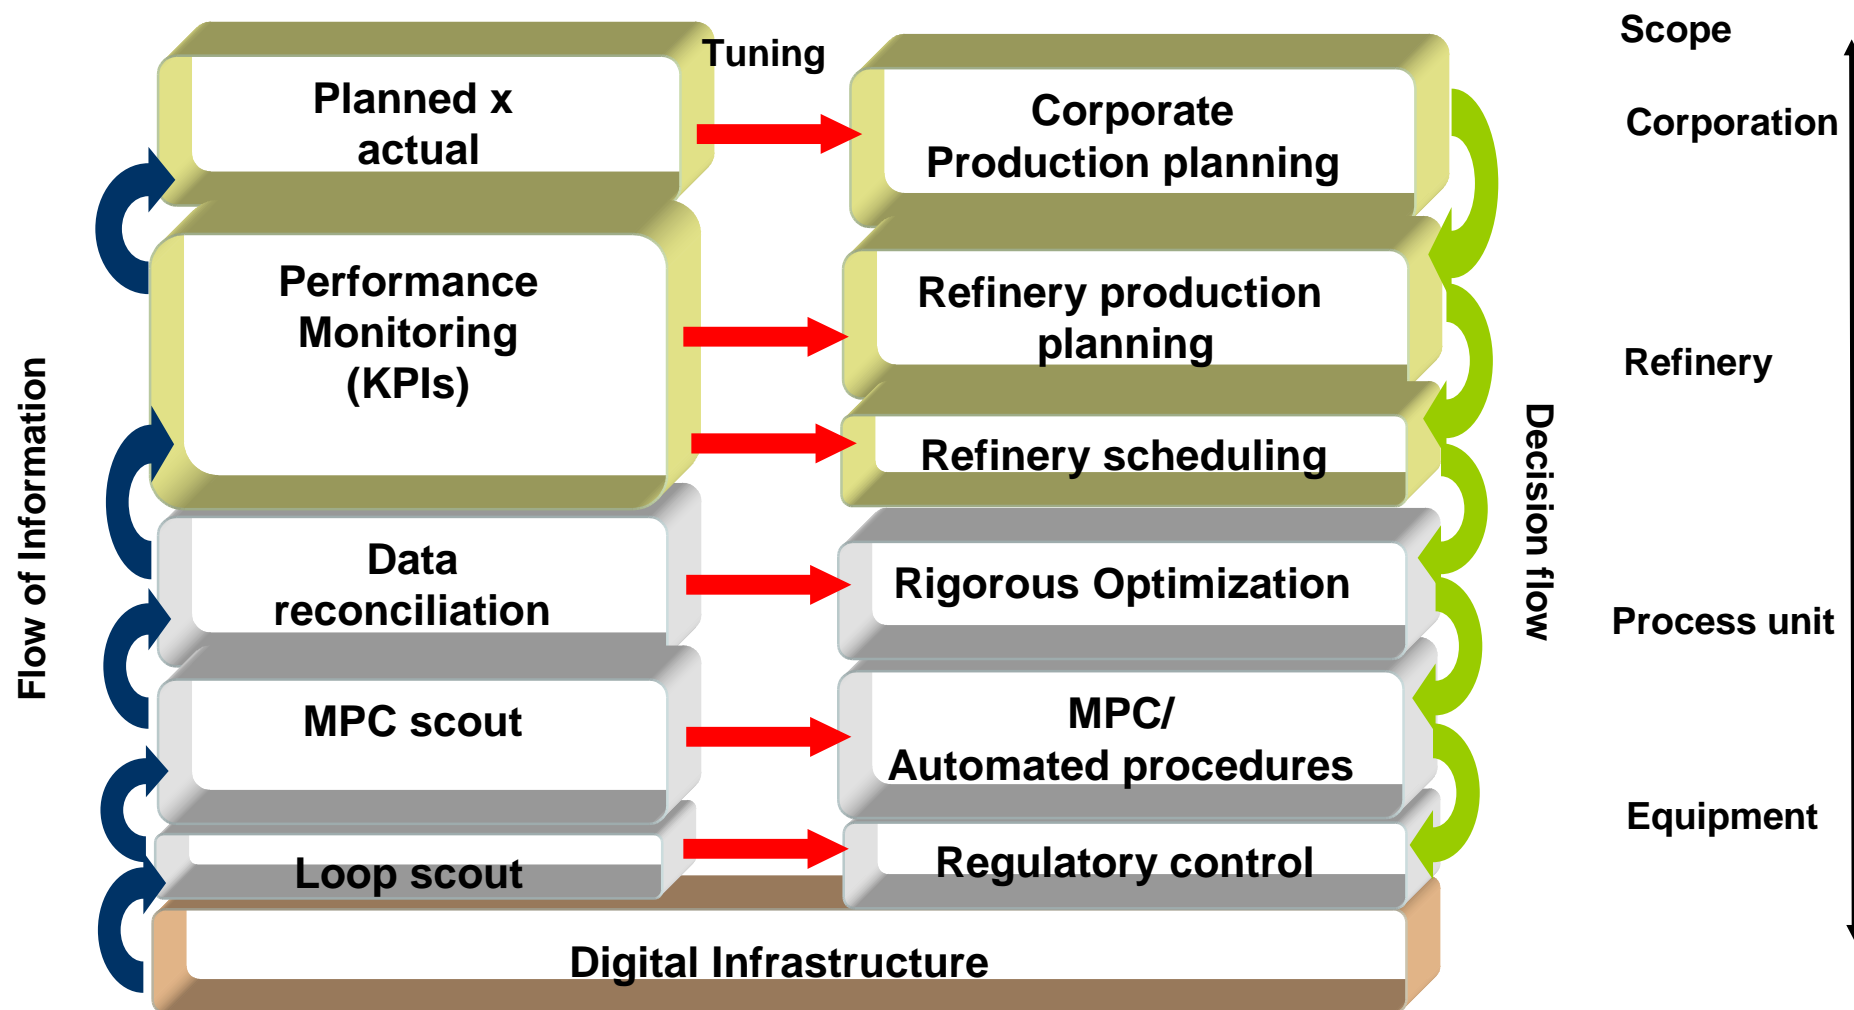 Tuning
Scope
Planned x
actual
Corporate
Production planning
Corporation
Performance
Monitoring
(KPIs)
Refinery production
planning
Refinery
Refinery scheduling
Flow of Information
Decision flow
Data
reconciliation
Rigorous Optimization
Process unit
MPC scout
MPC/
Automated procedures
Equipment
Loop scout
Regulatory control
Digital Infrastructure